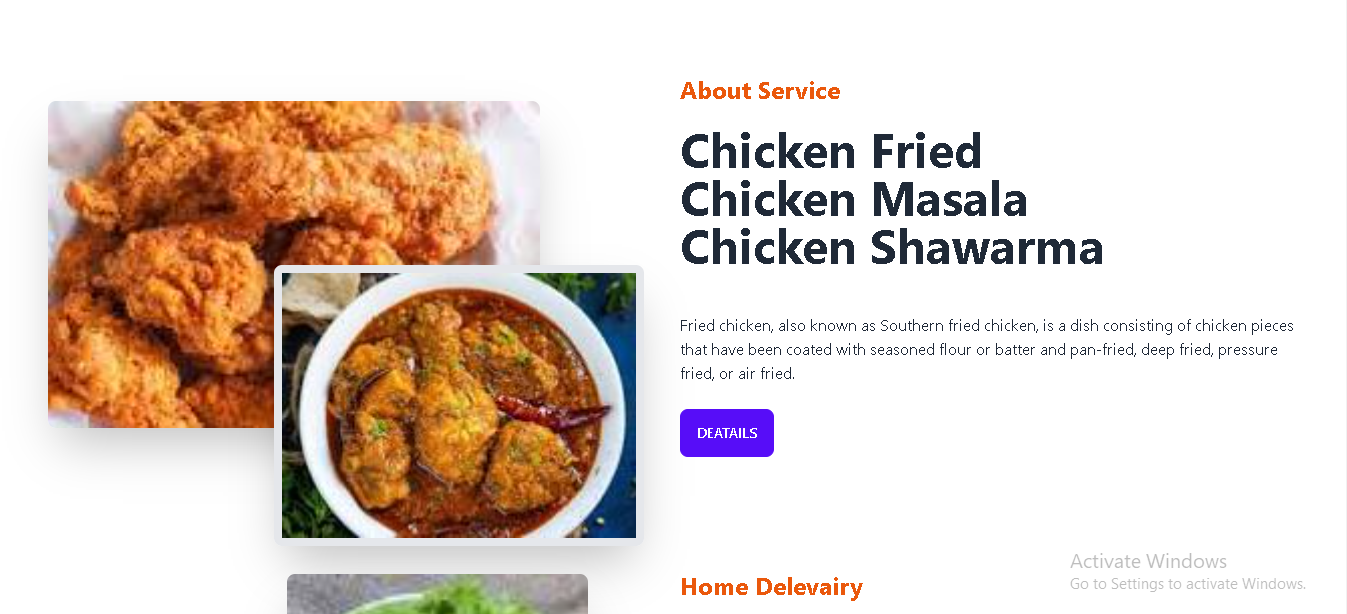 About Service
Chicken Fried
Chicken Masala
Chicken Shawarma
Fried chicken, also known as Southern fried chicken, is a dish consisting of chicken pieces
that have been coated with seasoned flour or batter and pan-fried, deep fried, pressure
fried, or air fried.
DEATAILS
Home Delevairy
Activate Windows
Go to Settings to activate Windows.